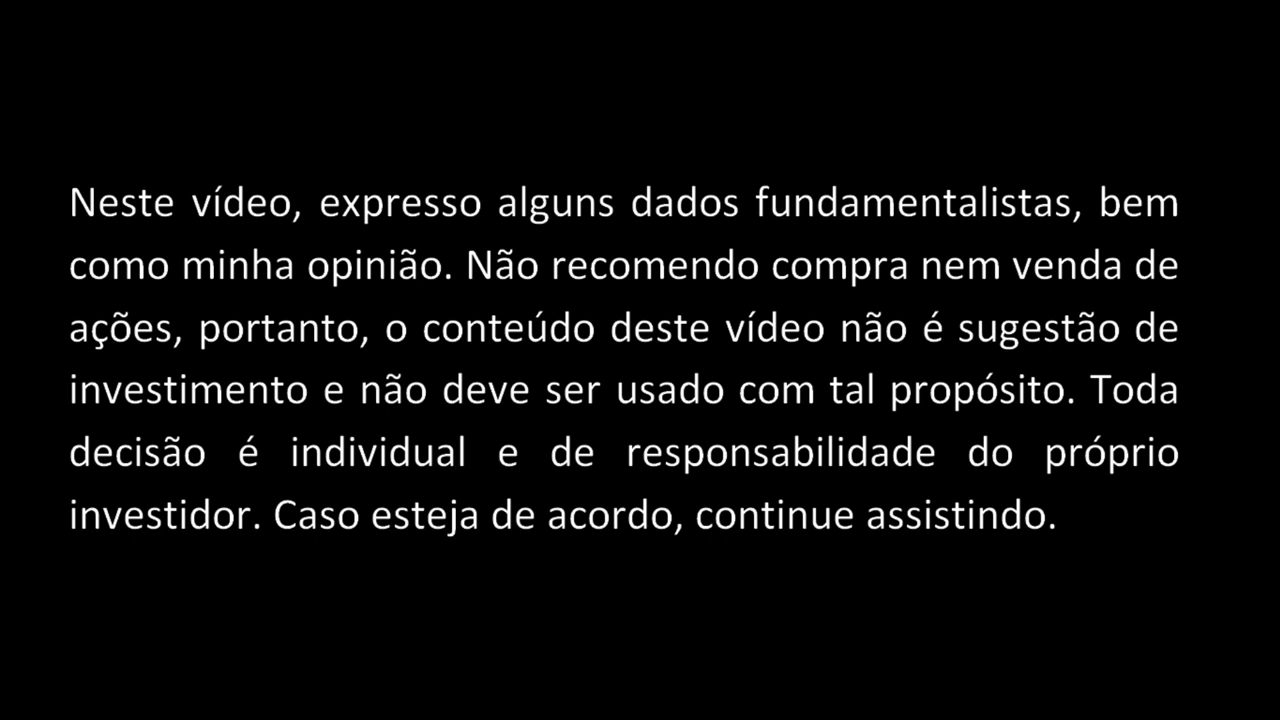 Neste vídeo, expresso alguns dados fundamentalistas, bem
como minha opinião. Não recomendo compra nem venda de
ações, portanto, o conteúdo deste vídeo não é sugestão de
investimento e não deve ser usado com tal propósito. Toda
decisão é individual e de responsabilidade do próprio
investidor. Caso esteja de acordo, continue assistindo.